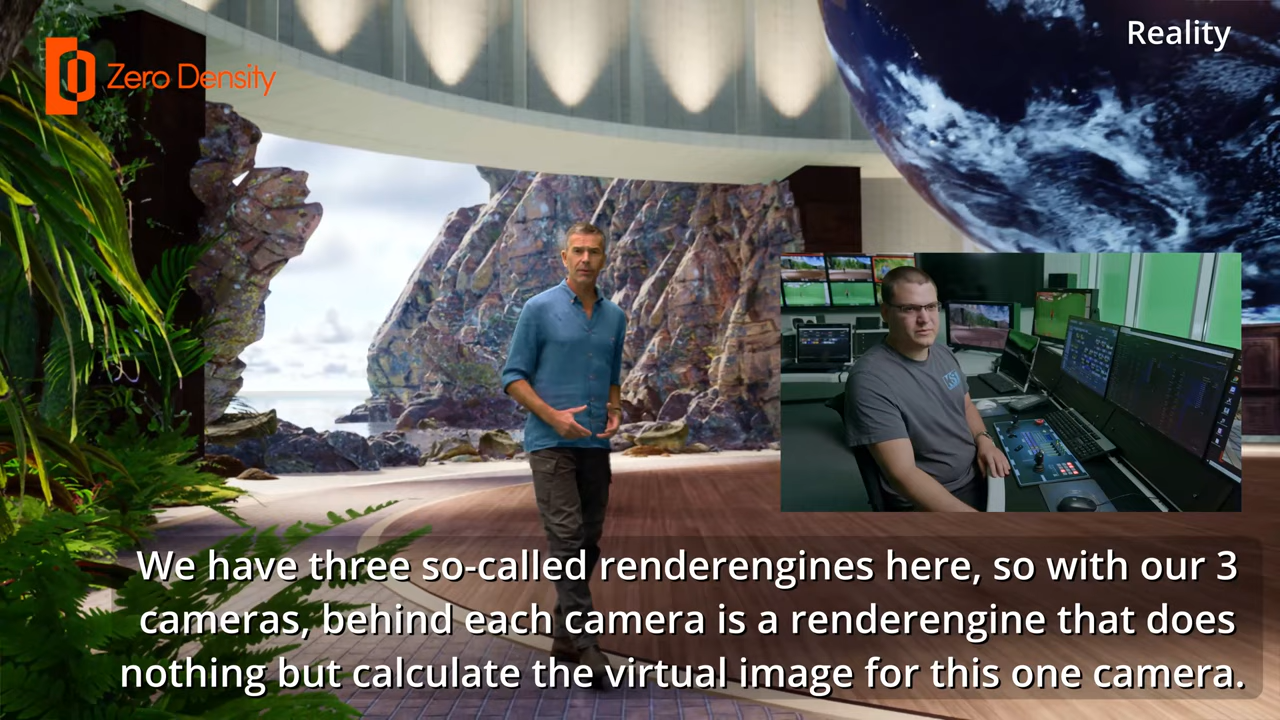 Reality
Zero Density
We have three so-called renderengines here, so with our 3
cameras, behind each camera is a renderengine that does
nothing but calculate the virtual image for this one camera.